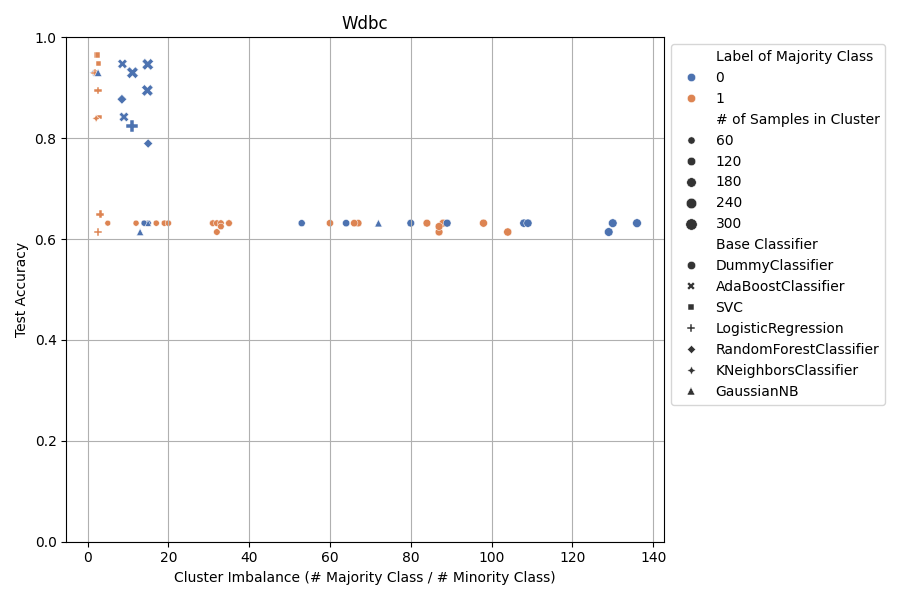 Wdbc
Test Accuracy
1.0
0.8
0.6
0.4
0.2
0.0
0
20
40
60
80
100
120
140
Cluster Imbalance (# Majority Class / # Minority Class)
Label of Majority Class
0
1
# of Samples in Cluster
60
120
180
240
300
Base Classifier
DummyClassifier
AdaBoostClassifier
SVC
LogisticRegression
RandomForestClassifier
KNeighborsClassifier
GaussianNB